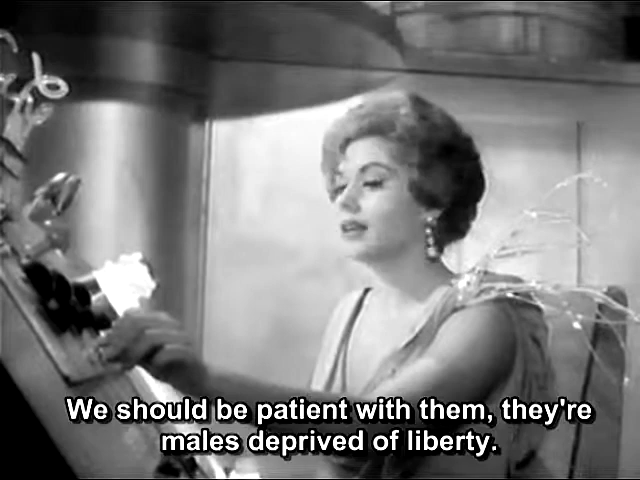 We should be patient with them, they're
males deprived of liberty.